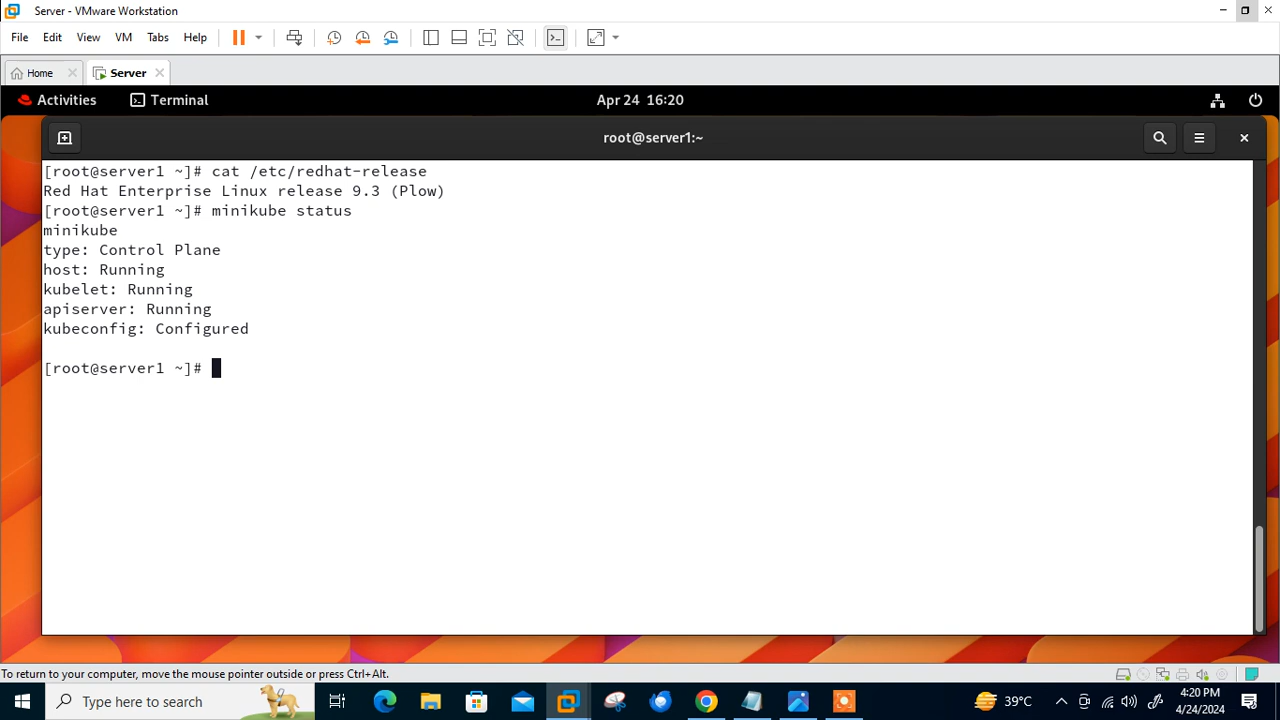 Server - VMware Workstation
File Edit View VM Tabs Help
Home Server
Activities Terminal Apr 24 16:20
root@server1:~
[root@server1 ~]# cat /etc/redhat-release
Red Hat Enterprise Linux release 9.3 (Plow)
[root@server1 ~]# minikube status
minikube
type: Control Plane
host: Running
kubelet: Running
apiserver: Running
kubeconfig: Configured
[root@server1 ~]#
To return to your computer, move the mouse pointer outside or press Ctrl+Alt.
Type here to search
39°C
4:20 PM
4/24/2024